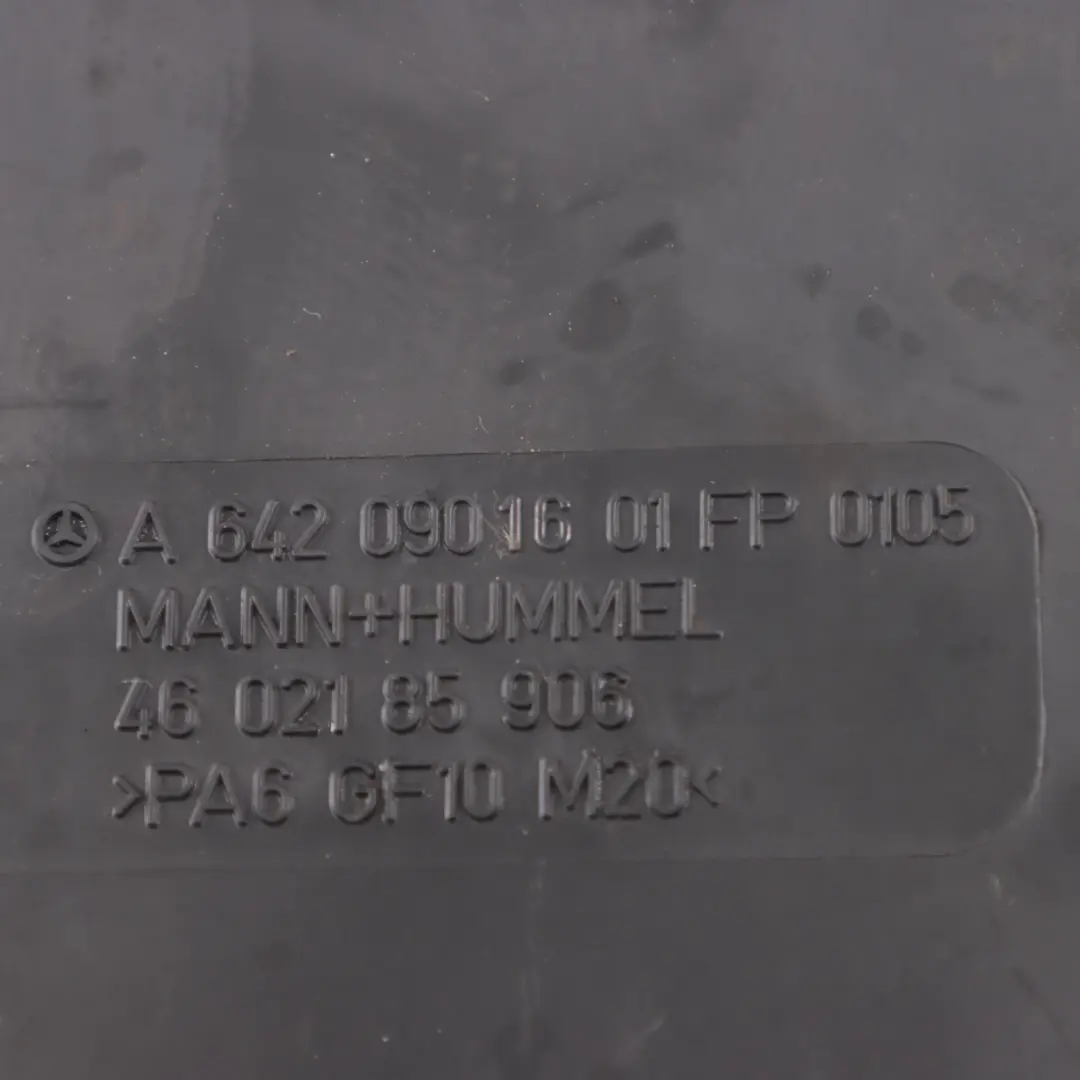 A 642 090 16 01 FP 0105
MANN+HUMMEL
46 021 85 906
>PA6 GF10 M20<